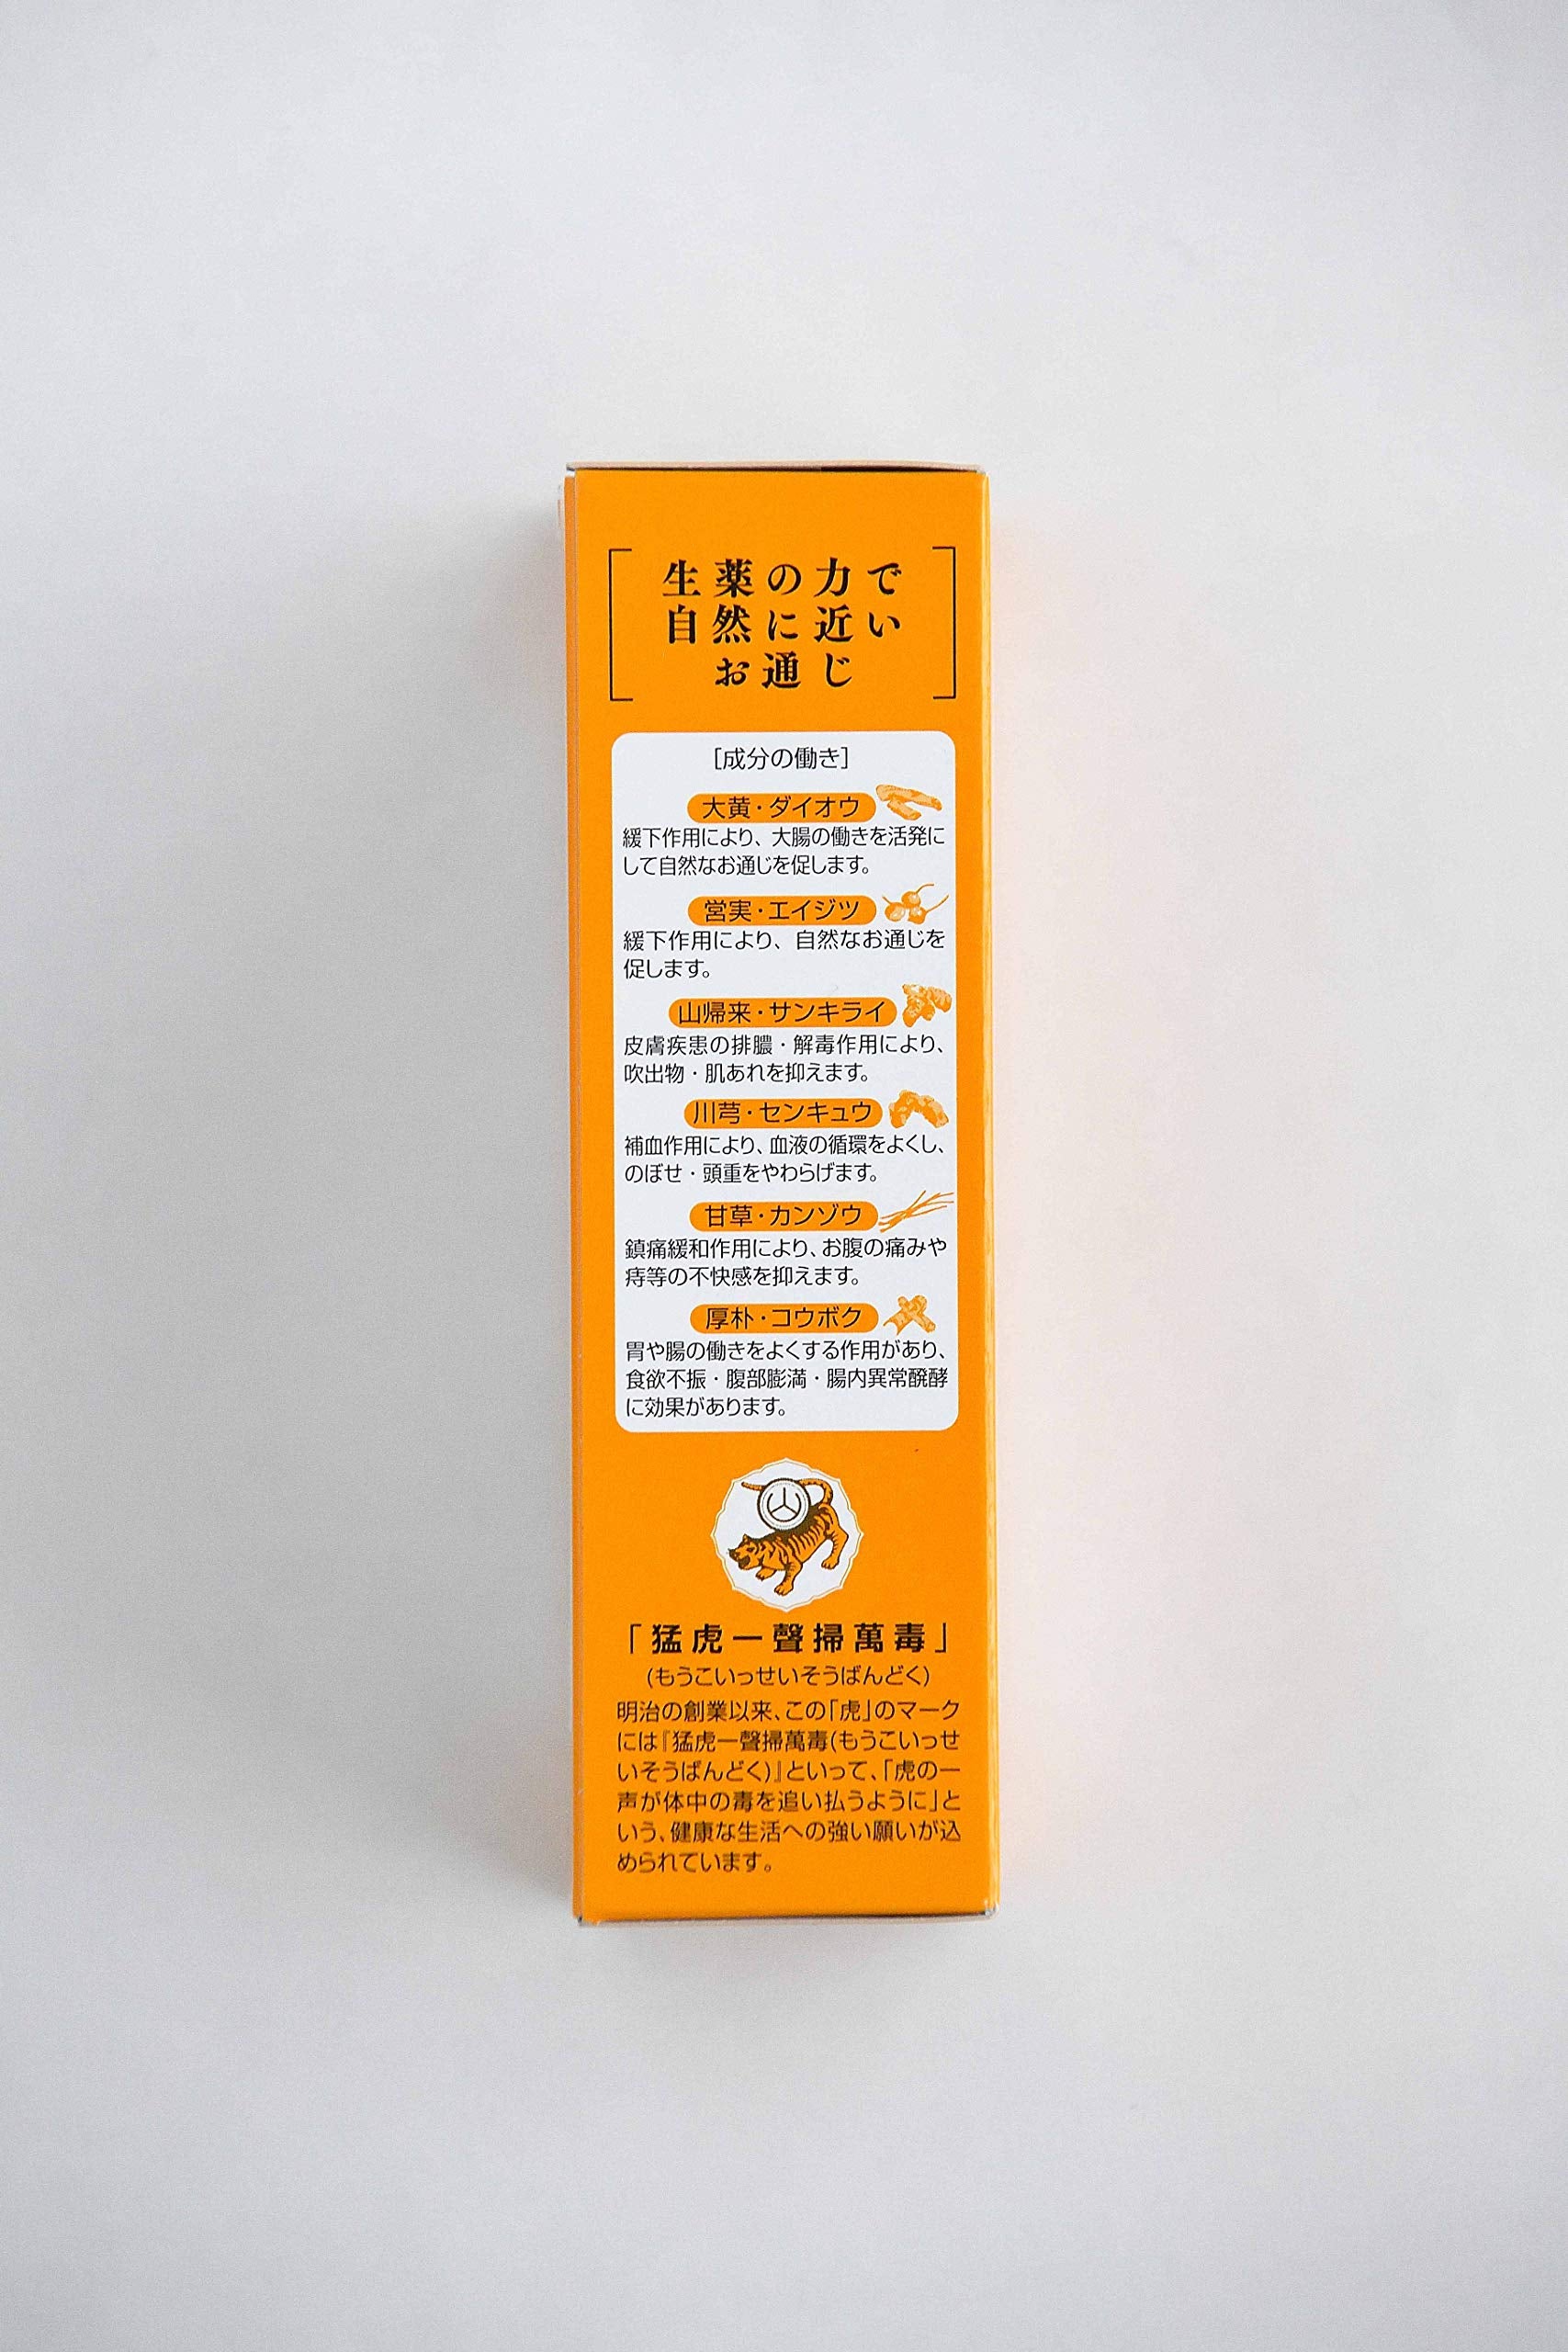 生薬の力で
自然に近い
お通じ
[成分の働き]
大黄・ダイオウ
緩下作用により、大腸の働きを活発に
して自然なお通じを促します。
営実・エイジツ
緩下作用により、自然なお通じを
促します。
山帰来・サンキライ
皮膚疾患の排膿・解毒作用により、
吹出物・肌あれを抑えます。
川芎・センキュウ
補血作用により、血液の循環をよくし、
のぼせ・頭重をやわらげます。
甘草・カンゾウ
鎮痛緩和作用により、お腹の痛みや
痔等の不快感を抑えます。
厚朴・コウボク
胃や腸の働きをよくする作用があり、
食欲不振・腹部膨満・腸内異常醗酵
に効果があります。
「猛虎一聲掃萬毒」
(もうこいっせいそうばんどく)
明治の創業以来、この「虎」のマーク
には『猛虎一聲掃萬毒(もうこいっせ
いそうばんどく)』といって、「虎の一
声が体中の毒を追い払うように」と
いう、健康な生活への強い願いが込
められています。